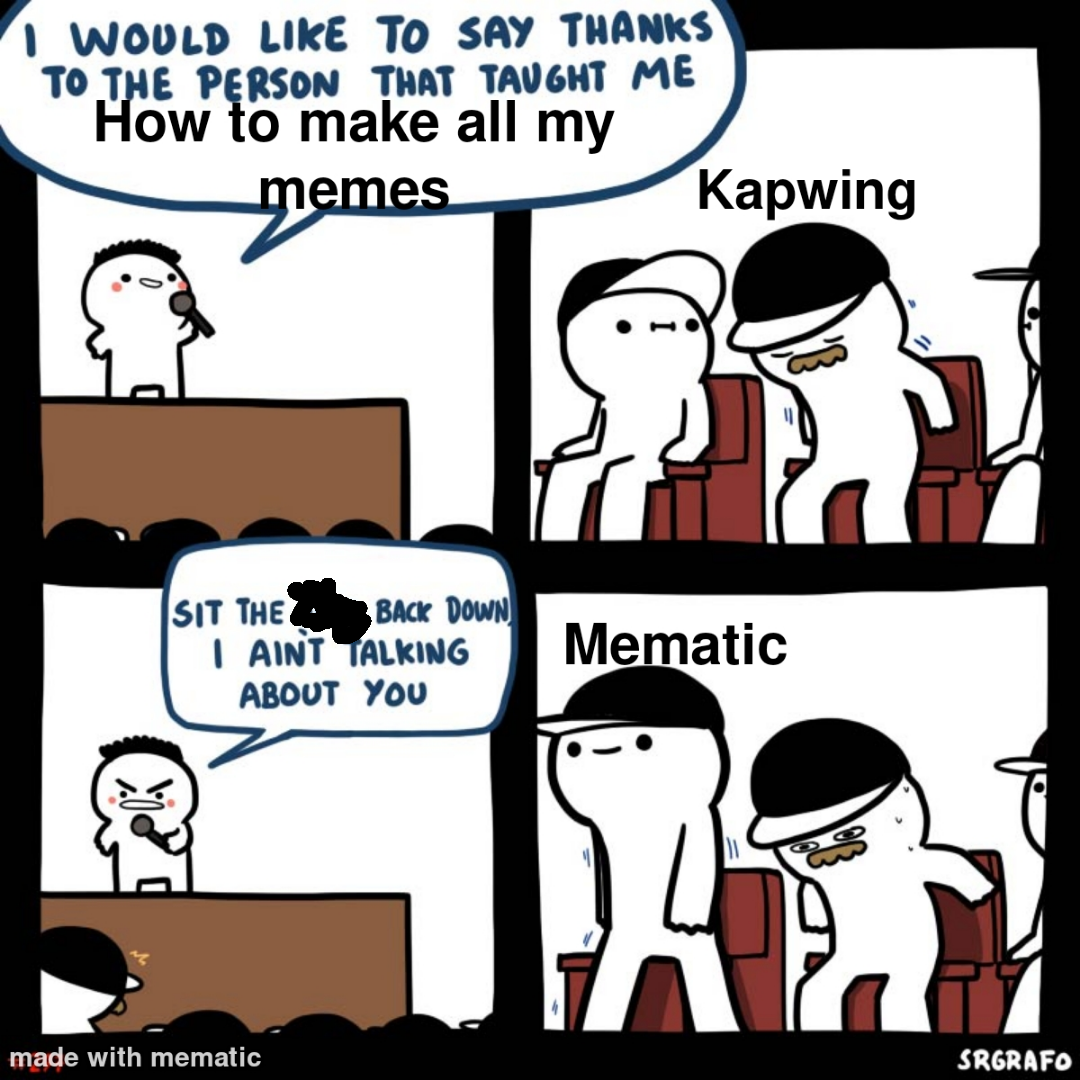 I WOULD LIKE TO SAY THANKS
TO THE PERSON THAT TAUGHT ME
How to make all my
memes
Kapwing
SIT THE BACK DOWN,
I AIN'T TALKING
ABOUT YOU
Mematic
made with mematic
SRGRAFO